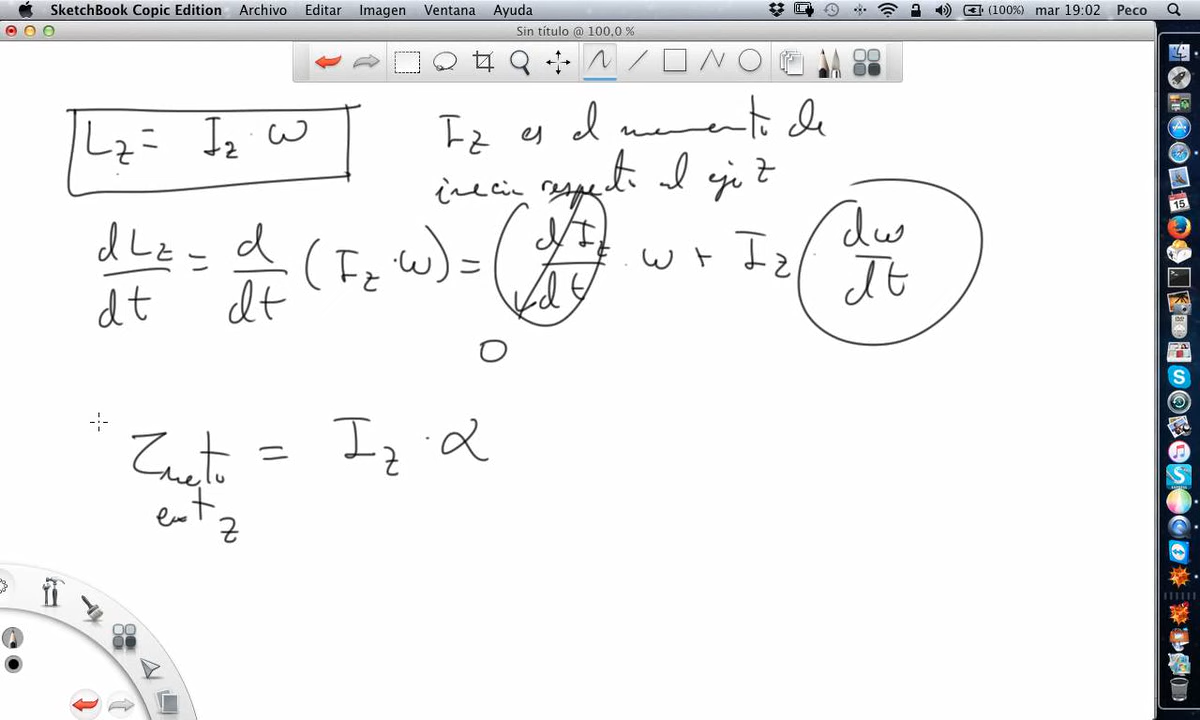 SketchBook Copic Edition Archivo Editar Imagen Ventana Ayuda (100%) mar 19:02 Peco
Sin título @ 100,0 %
L_z = I_z · ω
I_z es el momento de
inercia respecto al eje z
dL_z/dt = d/dt (I_z · ω) = (dI_z/dt) · ω + I_z (dω/dt)
0
τ_neto ext z = I_z · α
15